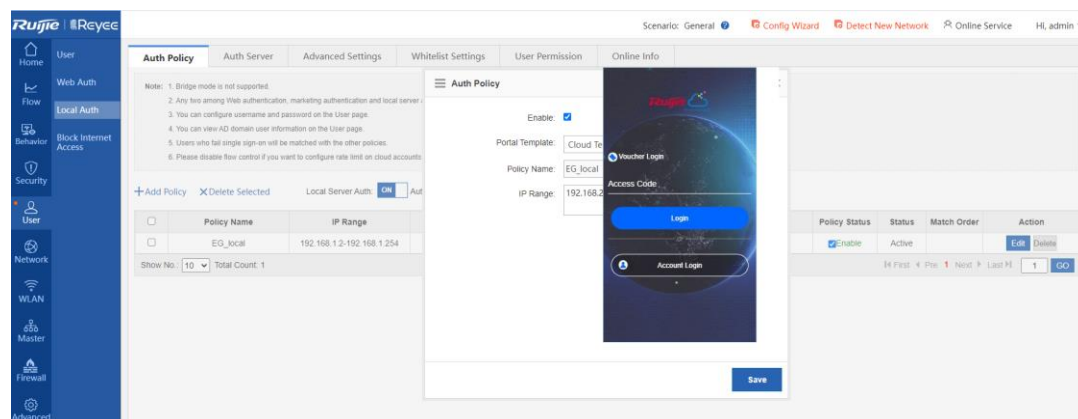 Ruijie Reyee
Scenario: General
Config Wizard
Detect New Network
Online Service
Hi, admin
Home
Flow
Behavior
Security
User
Network
WLAN
Master
Firewall
Advanced
User
Web Auth
Local Auth
Block Internet
Access
Auth Policy
Auth Server
Advanced Settings
Whitelist Settings
User Permission
Online Info
Note: 1. Bridge mode is not supported.
2. Any two among Web authentication, marketing authentication and local server
3. You can configure username and password on the User page.
4. You can view AD domain user information on the User page.
5. Users who fail single sign-on will be matched with the other policies.
6. Please disable flow control if you want to configure rate limit on cloud accounts
Add Policy
Delete Selected
Local Server Auth: ON
Policy Name
IP Range
Policy Status
Status
Match Order
Action
EG_local
192.168.1.2-192.168.1.254
Enable
Active
Edit
Delete
Show No.: 10
Total Count: 1
First
Pre
1
Next
Last
1
GO
Auth Policy
Enable:
Portal Template:
Cloud Te
Policy Name:
EG_local
IP Range:
192.168.2
Save
Ruijie
Voucher Login
Access Code
Login
Account Login